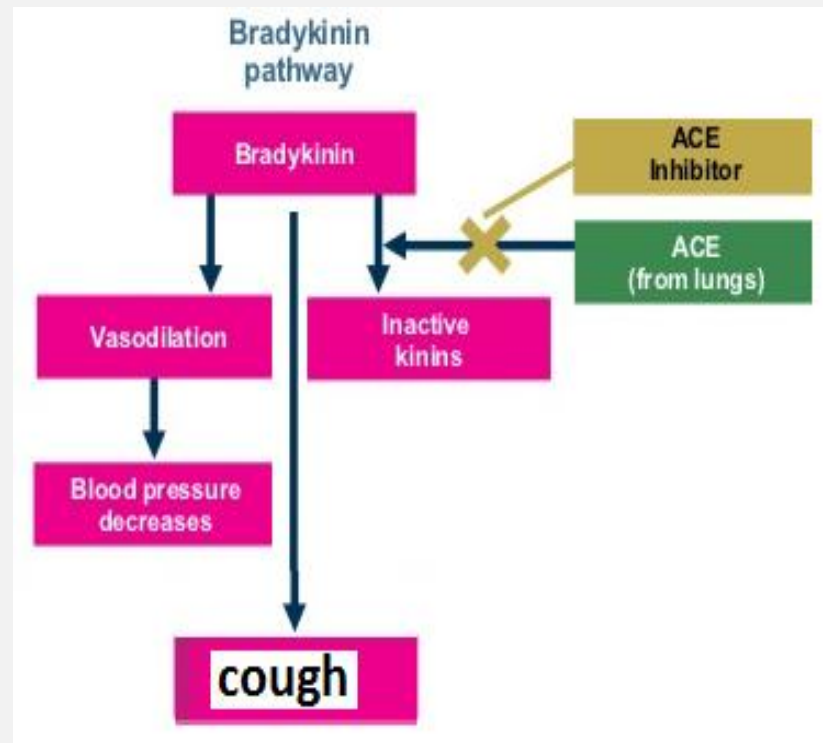 Bradykinin
pathway
Bradykinin
ACE
Inhibitor
ACE
(from lungs)
Vasodilation
Inactive
kinins
Blood pressure
decreases
cough